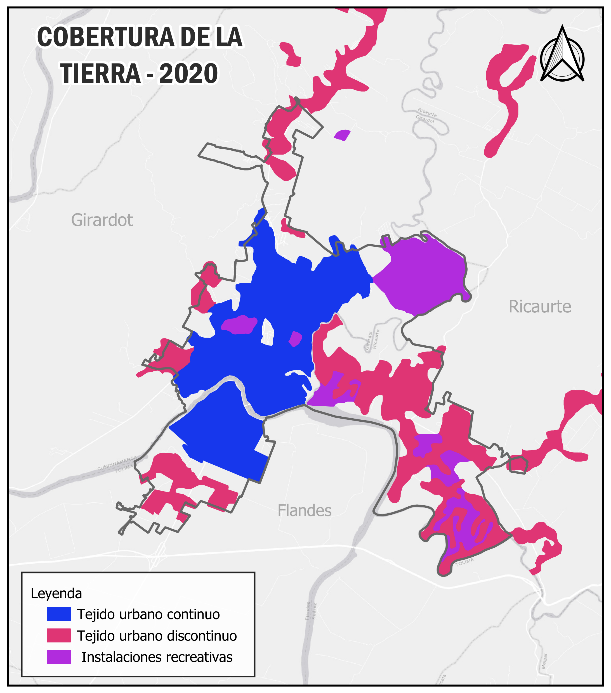 COBERTURA DE LA
TIERRA - 2020
Girardot
Ricaurte
Flandes
Leyenda
Tejido urbano continuo
Tejido urbano discontinuo
Instalaciones recreativas